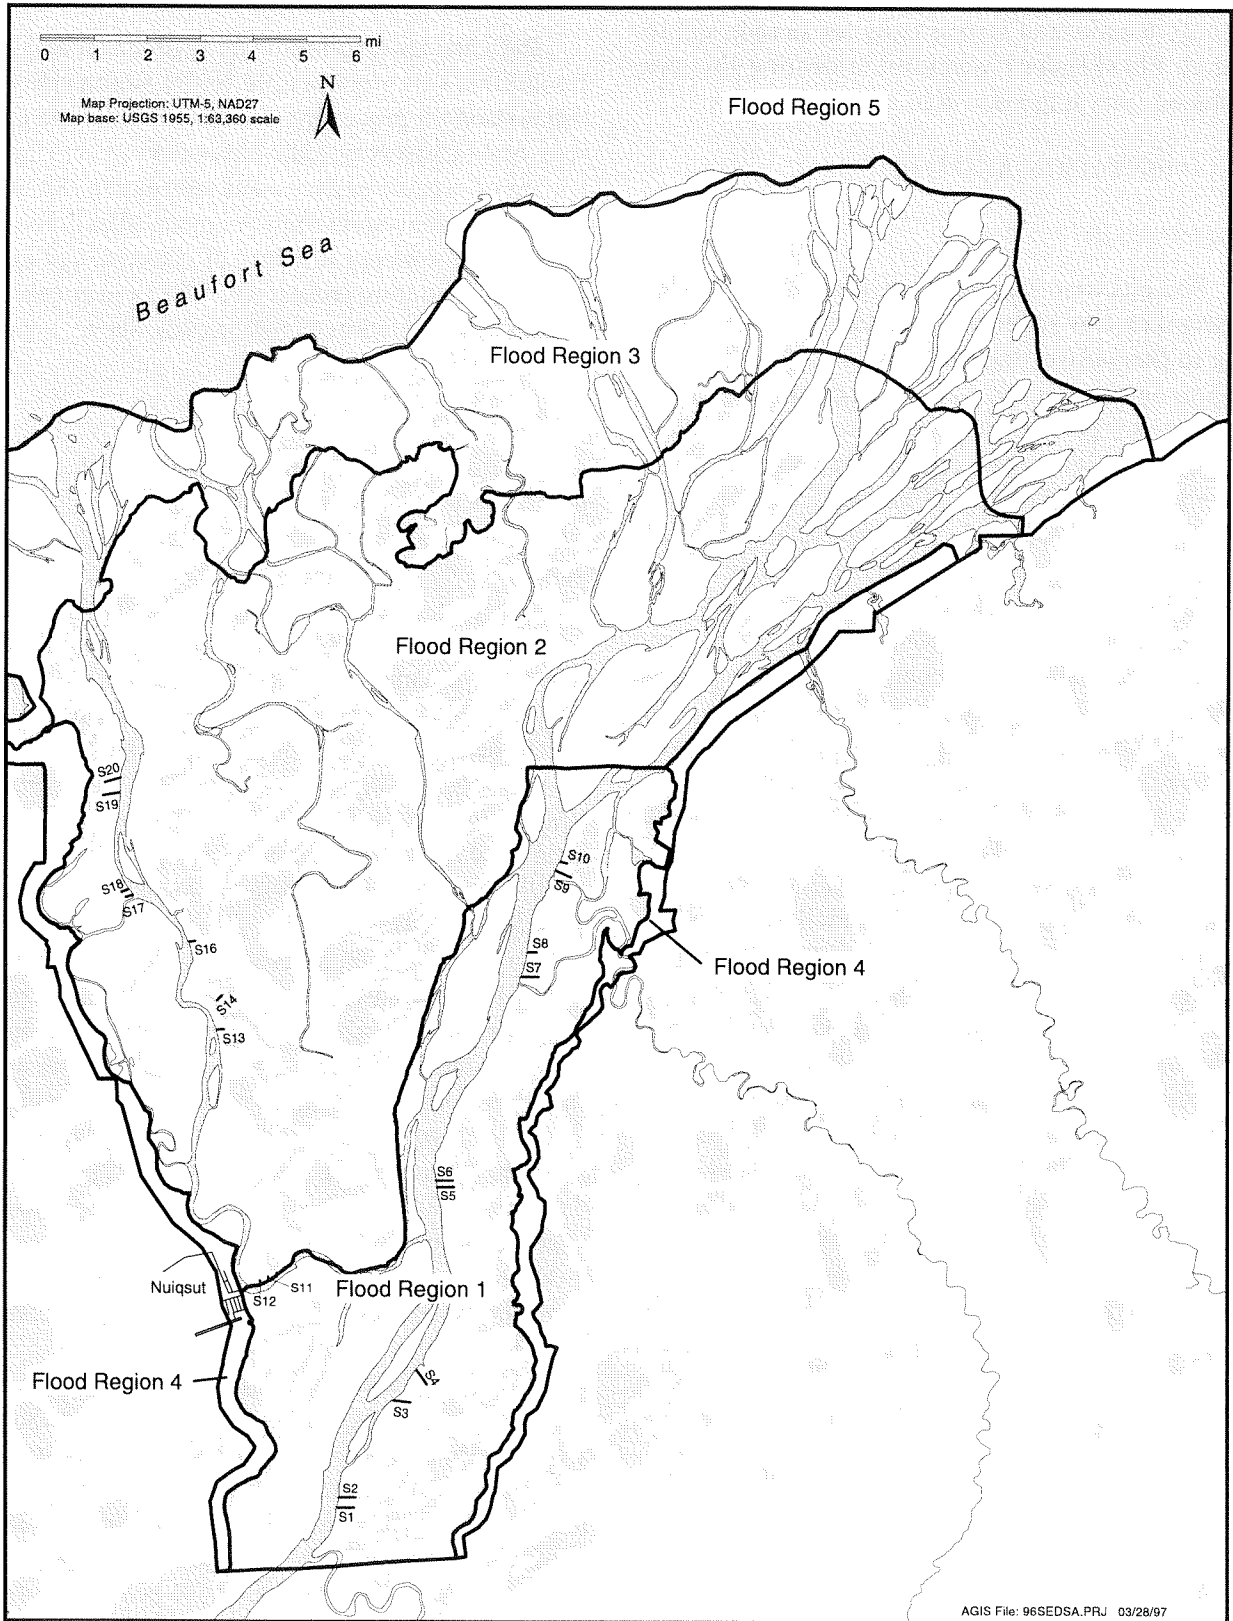 0 1 2 3 4 5 6 mi
N
Map Projection: UTM-5, NAD27
Map base: USGS 1955, 1:63,360 scale
Flood Region 5
Beaufort Sea
Flood Region 3
Flood Region 2
S20
S19
S10
S9
S18
S17
S16
S8
S7
Flood Region 4
S14
S13
S6
S5
Nuiqsut
S11
S12
Flood Region 1
Flood Region 4
S4
S3
S2
S1
AGIS File: 96SEDSA.PRJ 03/28/97